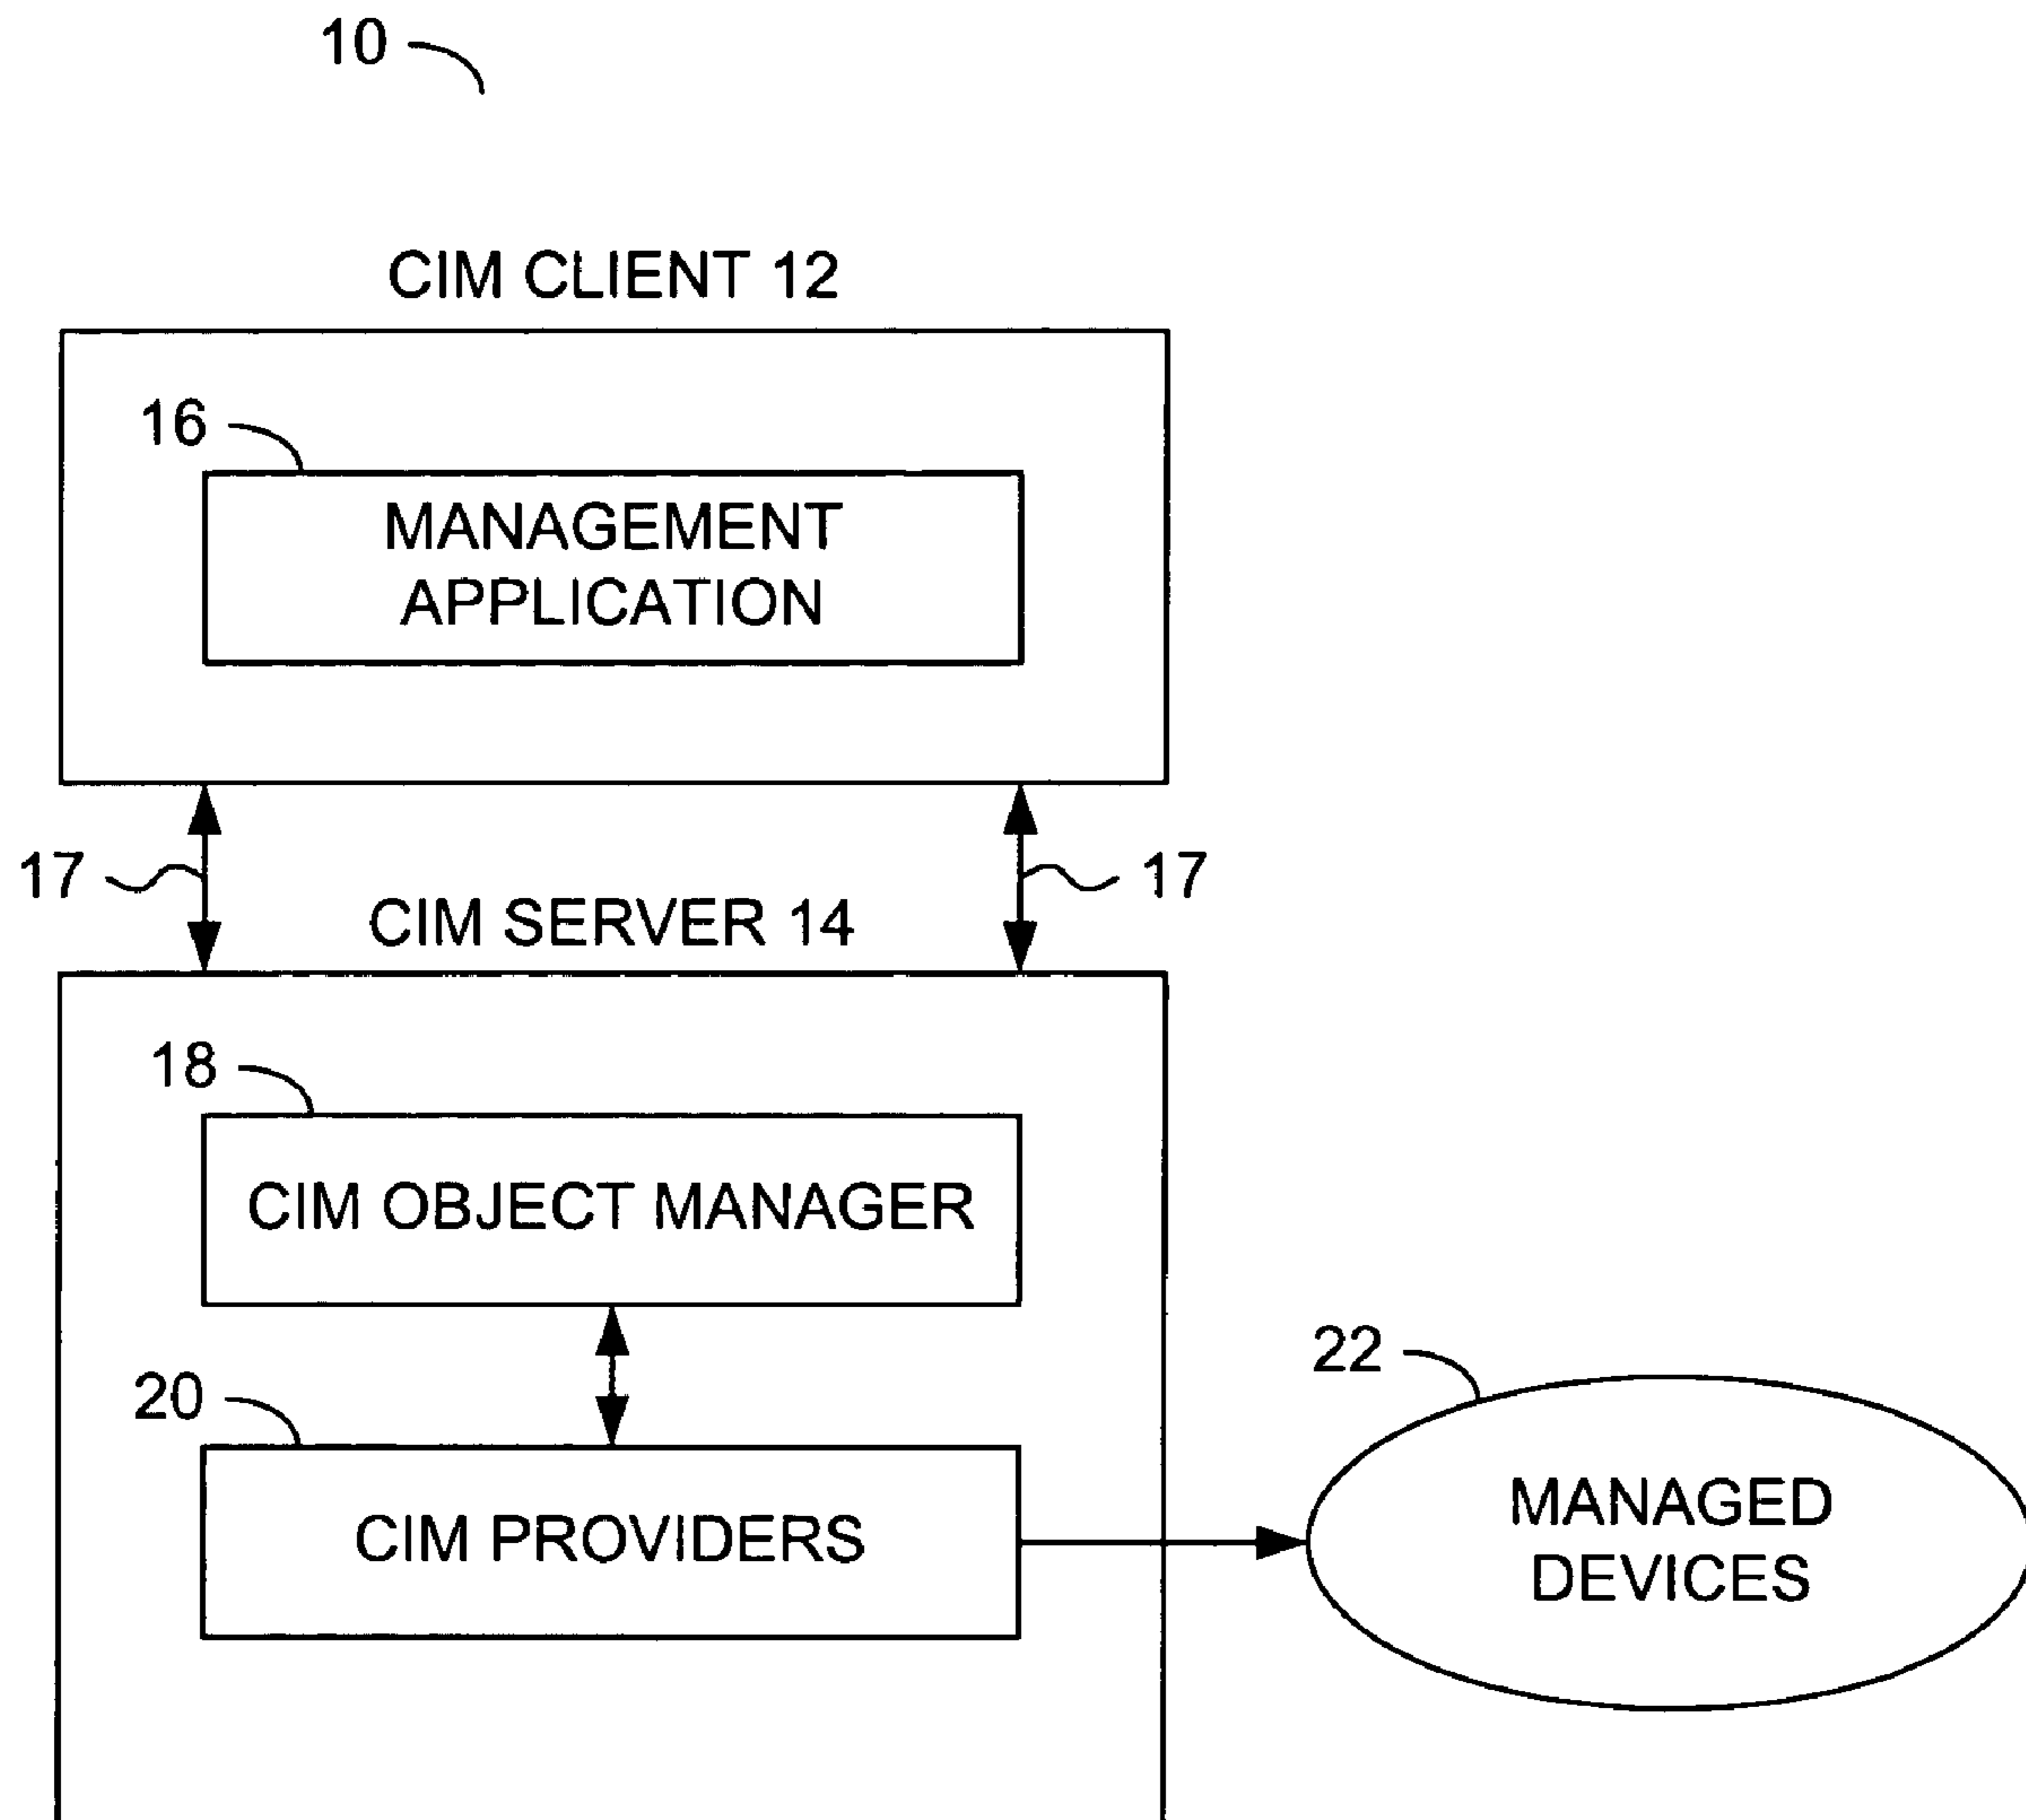 10
CIM CLIENT 12
16
MANAGEMENT
APPLICATION
17
17
CIM SERVER 14
18
CIM OBJECT MANAGER
20
CIM PROVIDERS
22
MANAGED
DEVICES